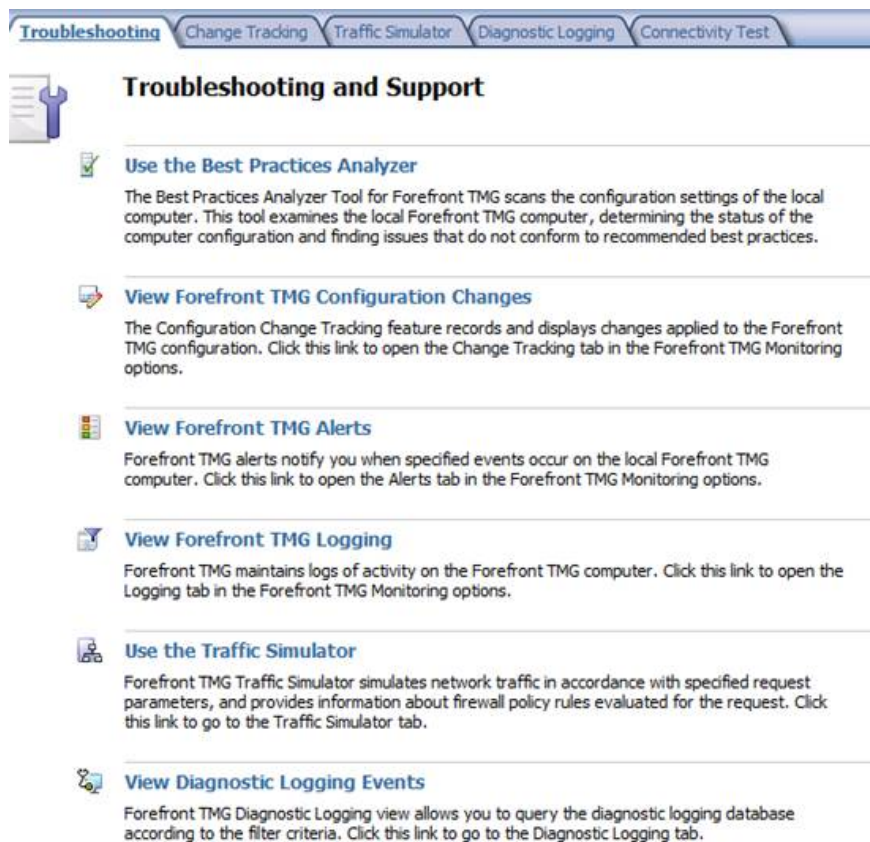 Troubleshooting Change Tracking Traffic Simulator Diagnostic Logging Connectivity Test
Troubleshooting and Support
Use the Best Practices Analyzer
The Best Practices Analyzer Tool for Forefront TMG scans the configuration settings of the local
computer. This tool examines the local Forefront TMG computer, determining the status of the
computer configuration and finding issues that do not conform to recommended best practices.
View Forefront TMG Configuration Changes
The Configuration Change Tracking feature records and displays changes applied to the Forefront
TMG configuration. Click this link to open the Change Tracking tab in the Forefront TMG Monitoring
options.
View Forefront TMG Alerts
Forefront TMG alerts notify you when specified events occur on the local Forefront TMG
computer. Click this link to open the Alerts tab in the Forefront TMG Monitoring options.
View Forefront TMG Logging
Forefront TMG maintains logs of activity on the Forefront TMG computer. Click this link to open the
Logging tab in the Forefront TMG Monitoring options.
Use the Traffic Simulator
Forefront TMG Traffic Simulator simulates network traffic in accordance with specified request
parameters, and provides information about firewall policy rules evaluated for the request. Click
this link to go to the Traffic Simulator tab.
View Diagnostic Logging Events
Forefront TMG Diagnostic Logging view allows you to query the diagnostic logging database
according to the filter criteria. Click this link to go to the Diagnostic Logging tab.